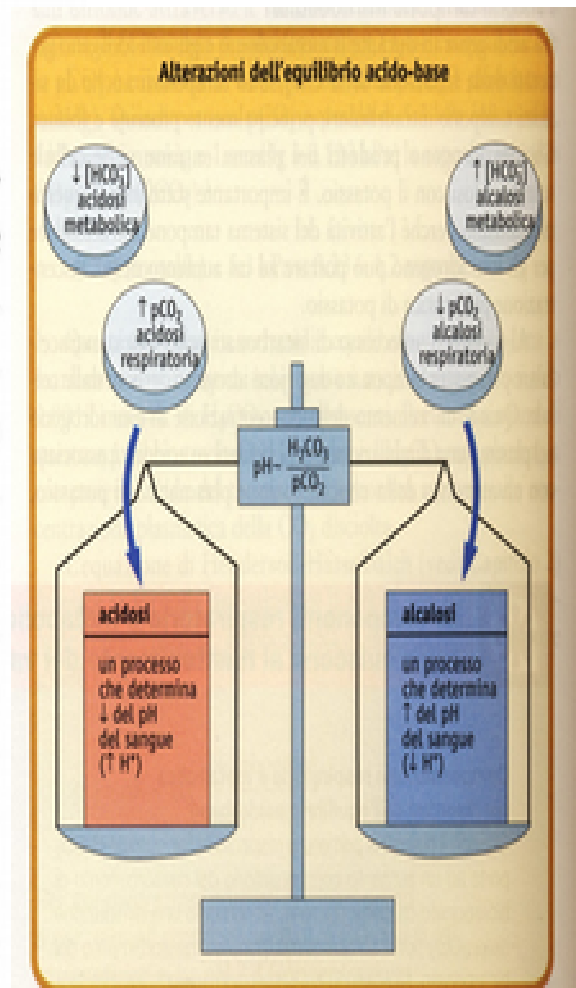 Alterazioni dell'equilibrio acido-base
↓ [HCO₃⁻]
acidosi
metabolica
↑ [HCO₃⁻]
alcalosi
metabolica
↑ pCO₂
acidosi
respiratoria
↓ pCO₂
alcalosi
respiratoria
pH~ H₂CO₃
pCO₂
acidosi
un processo
che determina
↓ del pH
del sangue
(↑ H⁺)
alcalosi
un processo
che determina
↑ del pH
del sangue
(↓ H⁺)